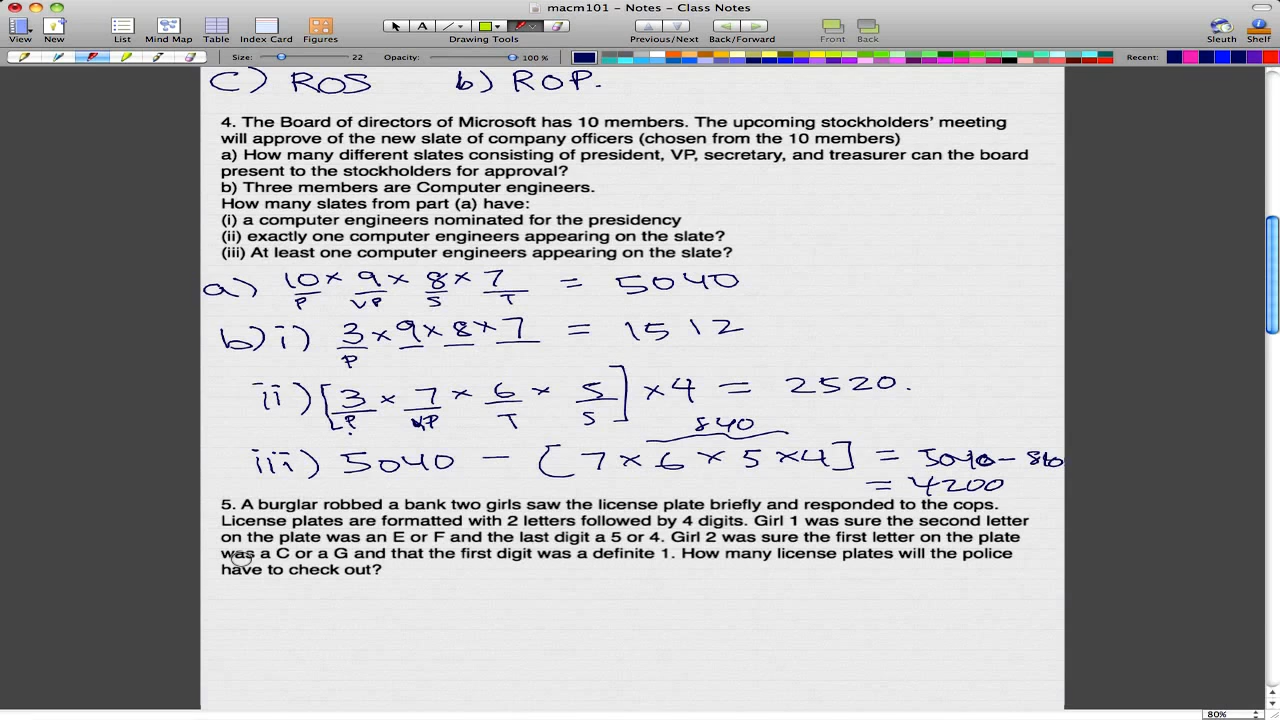 macm101 - Notes - Class Notes
View New List Mind Map Table Index Card Figures Drawing Tools Previous/Next Back/Forward Front Back Sleuth Shelf
A
Size: 22 Opacity: 100 % Recent:
C) ROS b) ROP.
4. The Board of directors of Microsoft has 10 members. The upcoming stockholders' meeting
will approve of the new slate of company officers (chosen from the 10 members)
a) How many different slates consisting of president, VP, secretary, and treasurer can the board
present to the stockholders for approval?
b) Three members are Computer engineers.
How many slates from part (a) have:
(i) a computer engineers nominated for the presidency
(ii) exactly one computer engineers appearing on the slate?
(iii) At least one computer engineers appearing on the slate?
a) 10 × 9 × 8 × 7 = 5040
P VP S T
b) i) 3 × 9 × 8 × 7 = 1512
P
ii) [3 × 7 × 6 × 5] × 4 = 2520.
P VP T S
840
iii) 5040 - [7 × 6 × 5 × 4] = 5040 - 840
= 4200
5. A burglar robbed a bank two girls saw the license plate briefly and responded to the cops.
License plates are formatted with 2 letters followed by 4 digits. Girl 1 was sure the second letter
on the plate was an E or F and the last digit a 5 or 4. Girl 2 was sure the first letter on the plate
was a C or a G and that the first digit was a definite 1. How many license plates will the police
have to check out?
80%